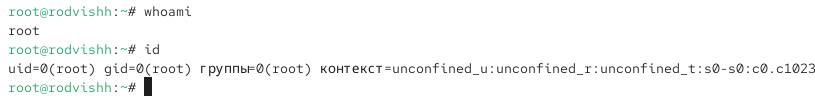 root@rodvishh:~# whoami
root
root@rodvishh:~# id
uid=0(root) gid=0(root) группы=0(root) контекст=unconfined_u:unconfined_r:unconfined_t:s0-s0:c0.c1023
root@rodvishh:~#